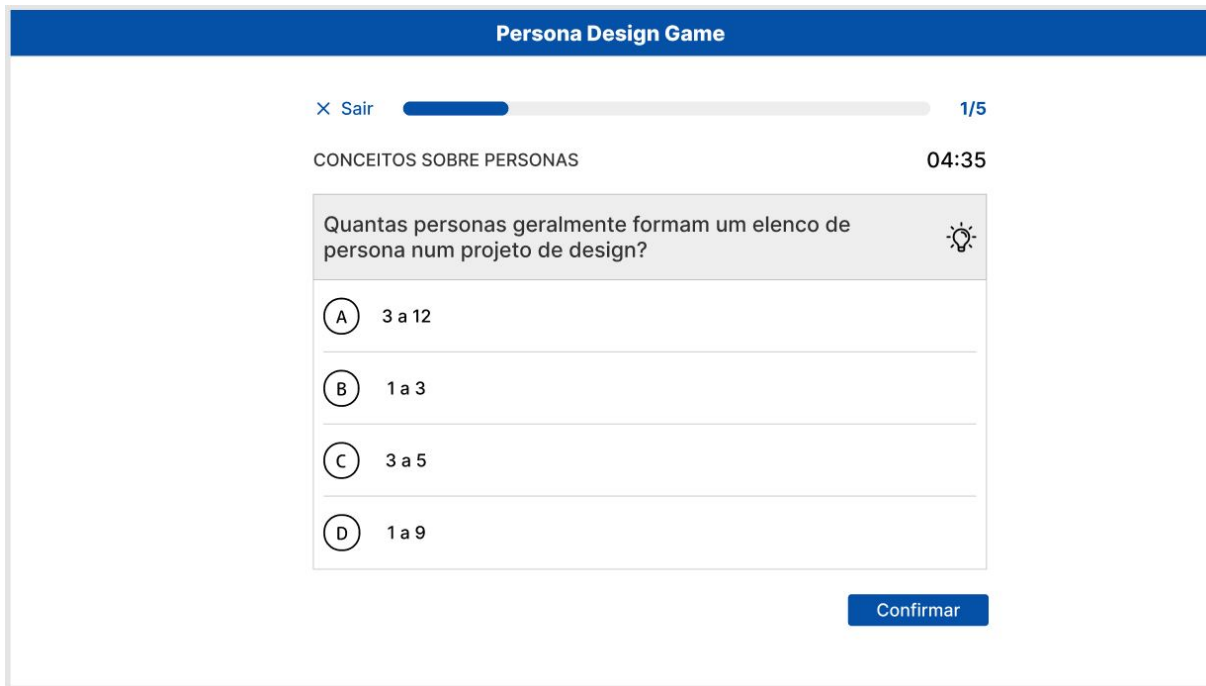 Persona Design Game
× Sair
1/5
CONCEITOS SOBRE PERSONAS
04:35
Quantas personas geralmente formam um elenco de
persona num projeto de design?
A 3 a 12
B 1 a 3
C 3 a 5
D 1 a 9
Confirmar